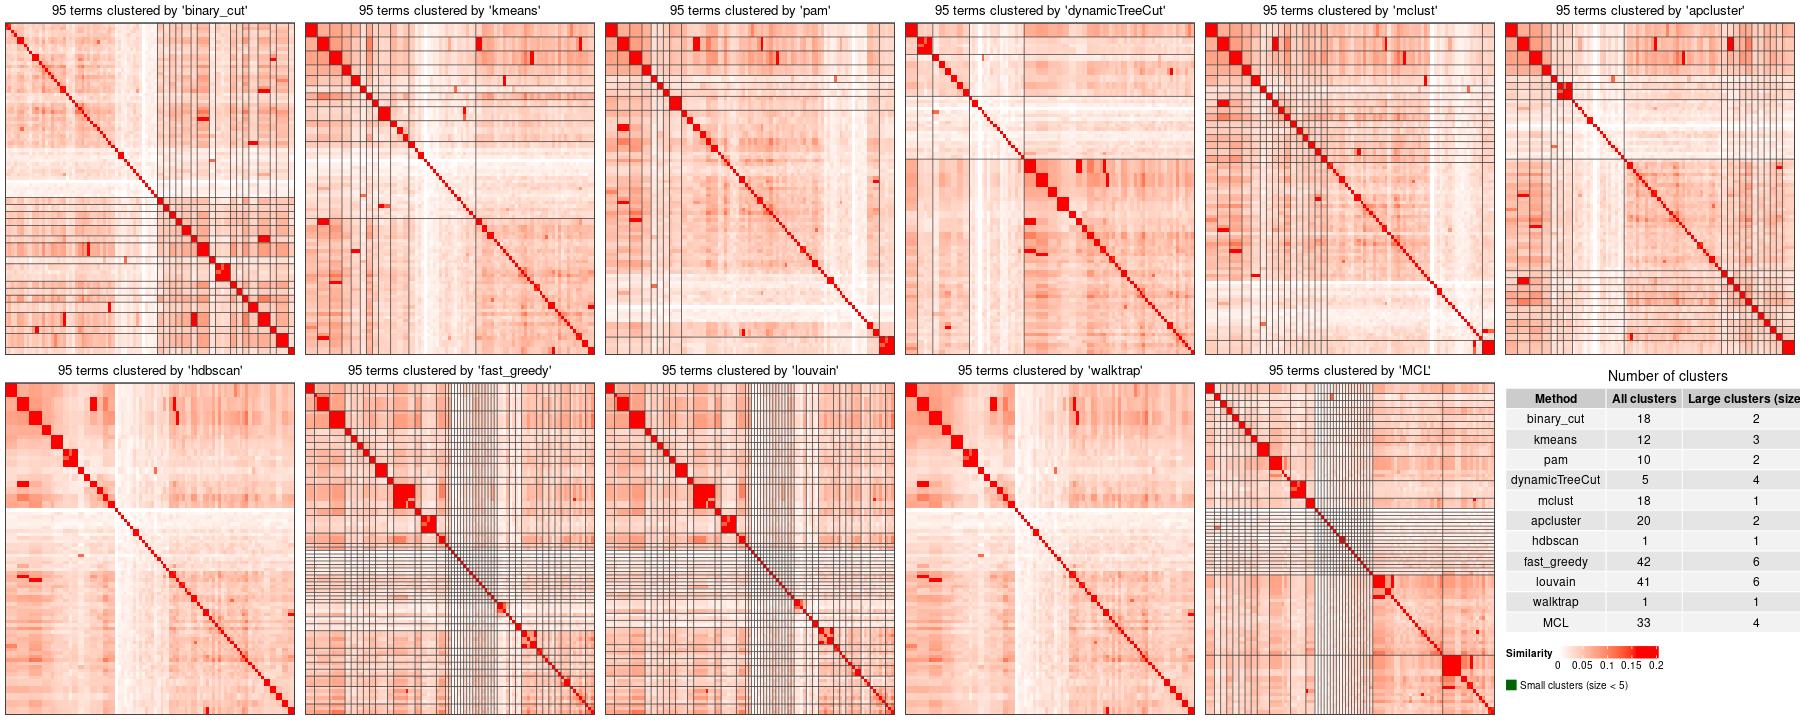 95 terms clustered by 'binary_cut'
95 terms clustered by 'kmeans'
95 terms clustered by 'pam'
95 terms clustered by 'dynamicTreeCut'
95 terms clustered by 'mclust'
95 terms clustered by 'apcluster'
95 terms clustered by 'hdbscan'
95 terms clustered by 'fast_greedy'
95 terms clustered by 'louvain'
95 terms clustered by 'walktrap'
95 terms clustered by 'MCL'
Number of clusters
Method All clusters Large clusters (size
binary_cut 18 2
kmeans 12 3
pam 10 2
dynamicTreeCut 5 4
mclust 18 1
apcluster 20 2
hdbscan 1 1
fast_greedy 42 6
louvain 41 6
walktrap 1 1
MCL 33 4
Similarity
0 0.05 0.1 0.15 0.2
Small clusters (size < 5)